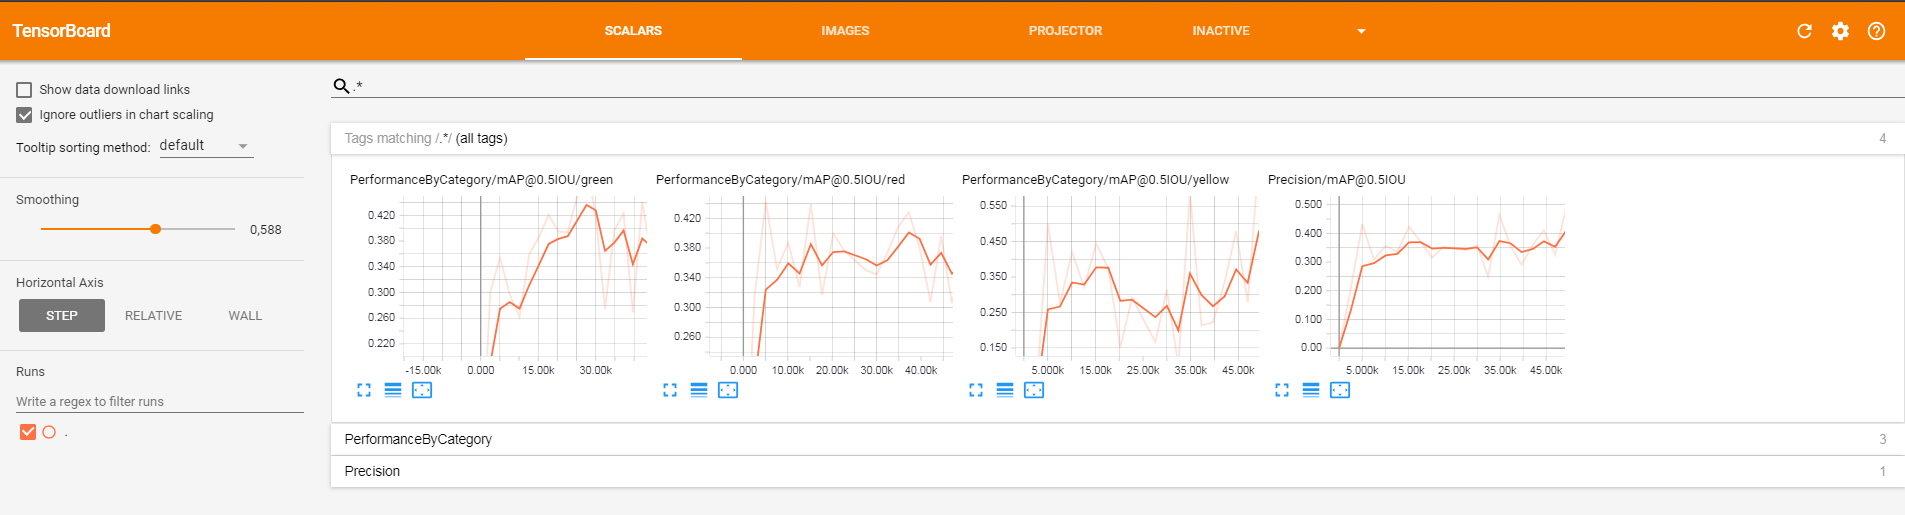 TensorBoard SCALARS IMAGES PROJECTOR INACTIVE
Show data download links
Ignore outliers in chart scaling
Tooltip sorting method: default
Smoothing
0,588
Horizontal Axis
STEP RELATIVE WALL
Runs
Write a regex to filter runs
.
.*
Tags matching /.*/ (all tags) 4
PerformanceByCategory/mAP@0.5IOU/green
0.420
0.380
0.340
0.300
0.260
0.220
-15.00k 0.000 15.00k 30.00k
PerformanceByCategory/mAP@0.5IOU/red
0.420
0.380
0.340
0.300
0.260
0.000 10.00k 20.00k 30.00k 40.00k
PerformanceByCategory/mAP@0.5IOU/yellow
0.550
0.450
0.350
0.250
0.150
5.000k 15.00k 25.00k 35.00k 45.00k
Precision/mAP@0.5IOU
0.500
0.400
0.300
0.200
0.100
0.00
5.000k 15.00k 25.00k 35.00k 45.00k
PerformanceByCategory 3
Precision 1